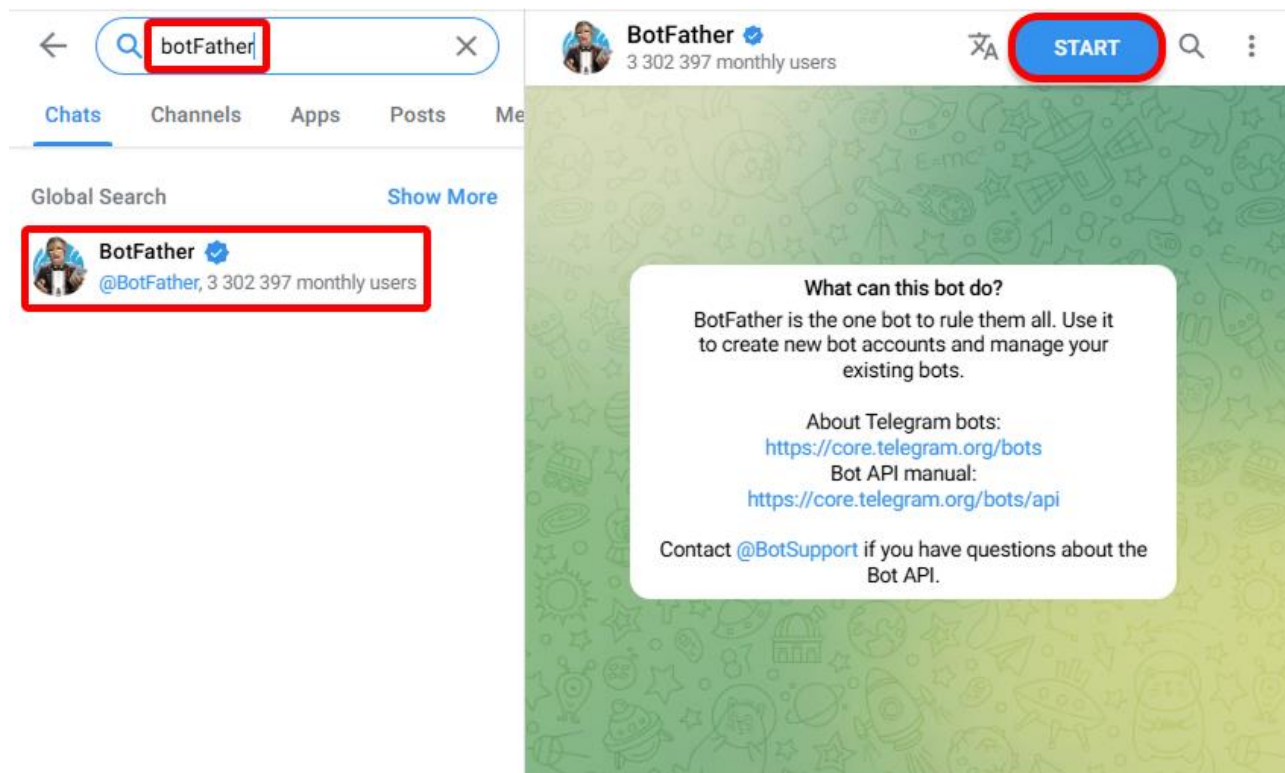 botFather
Chats Channels Apps Posts Me
Global Search Show More
BotFather
@BotFather, 3 302 397 monthly users
BotFather
3 302 397 monthly users
START
What can this bot do?
BotFather is the one bot to rule them all. Use it
to create new bot accounts and manage your
existing bots.
About Telegram bots:
https://core.telegram.org/bots
Bot API manual:
https://core.telegram.org/bots/api
Contact @BotSupport if you have questions about the
Bot API.